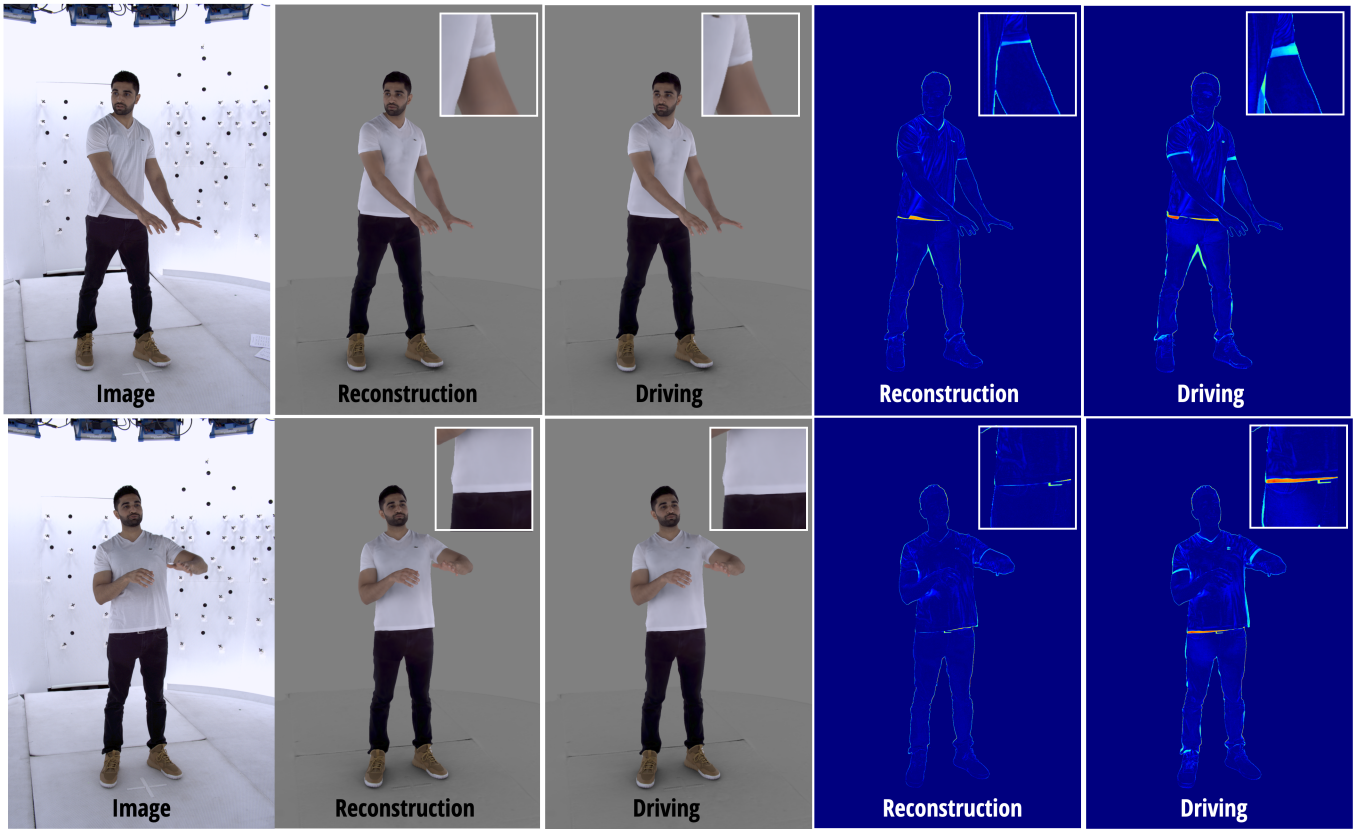 Image
Reconstruction
Driving
Reconstruction
Driving
Image
Reconstruction
Driving
Reconstruction
Driving